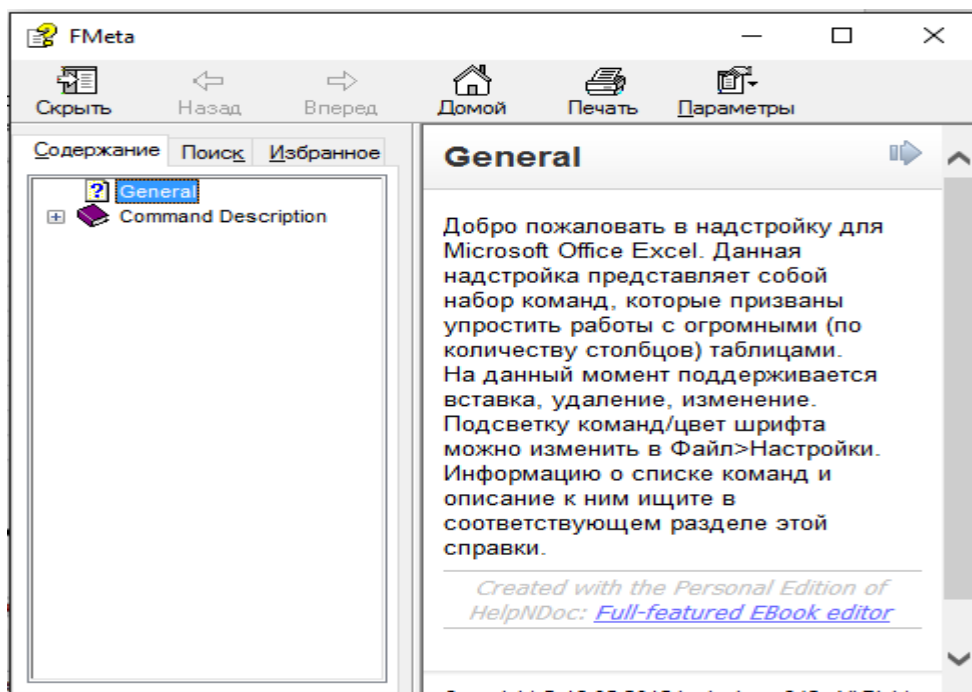 FMeta
Скрыть Назад Вперед Домой Печать Параметры
Содержание Поиск Избранное
General
Command Description
General
Добро пожаловать в надстройку для
Microsoft Office Excel. Данная
надстройка представляет собой
набор команд, которые призваны
упростить работы с огромными (по
количеству столбцов) таблицами.
На данный момент поддерживается
вставка, удаление, изменение.
Подсветку команд/цвет шрифта
можно изменить в Файл>Настройки.
Информацию о списке команд и
описание к ним ищите в
соответствующем разделе этой
справки.
Created with the Personal Edition of
HelpNDoc: Full-featured EBook editor